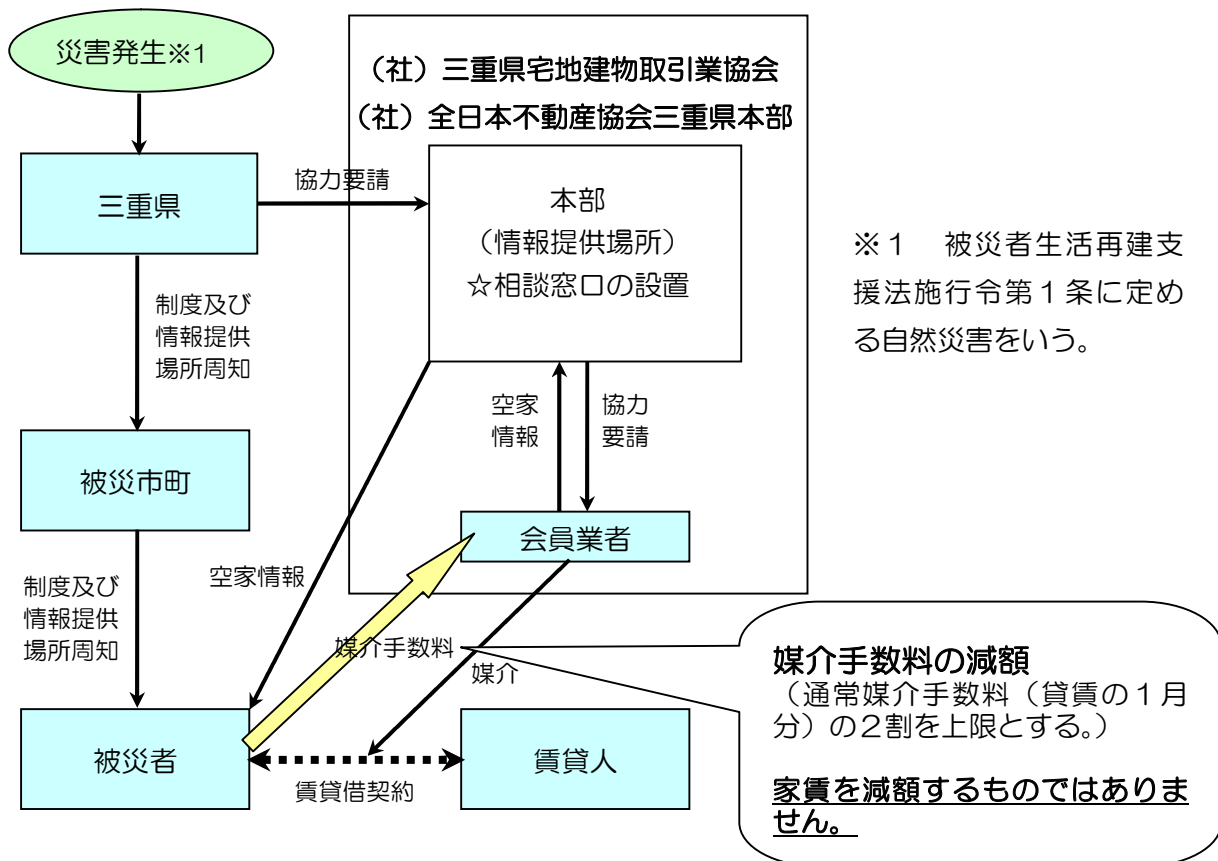 災害発生※1
（社）三重県宅地建物取引業協会
（社）全日本不動産協会三重県本部
三重県
協力要請
本部
（情報提供場所）
☆相談窓口の設置
※１　被災者生活再建支
援法施行令第１条に定め
る自然災害をいう。
制度及び
情報提供
場所周知
空家
情報
協力
要請
被災市町
会員業者
制度及び
情報提供
場所周知
空家情報
媒介手数料
媒介
媒介手数料の減額
（通常媒介手数料（貸賃の１月
分）の２割を上限とする。）
家賃を減額するものではありま
せん。
被災者
賃貸借契約
賃貸人